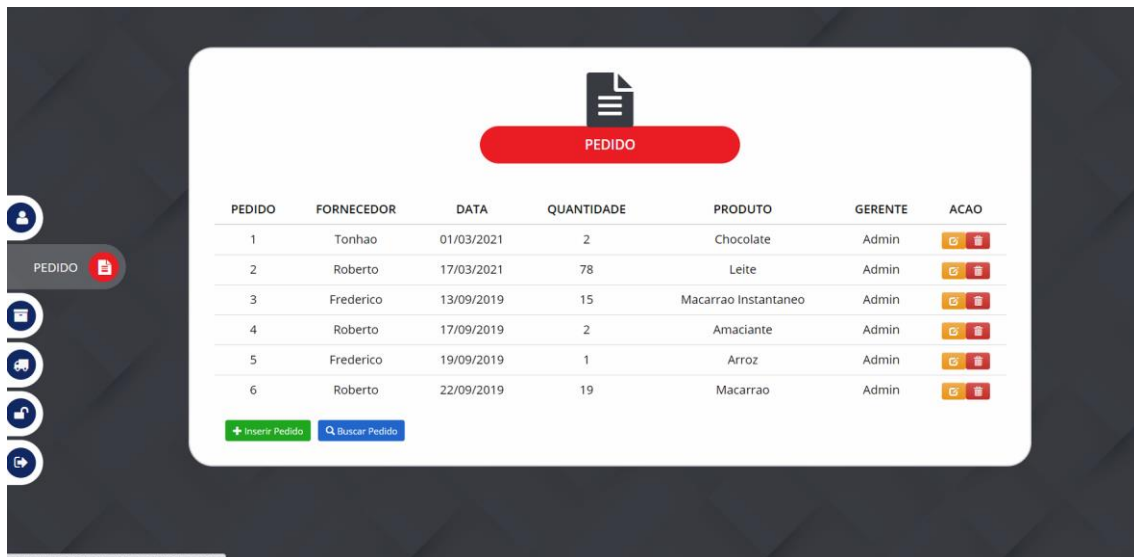 PEDIDO
PEDIDO FORNECEDOR DATA QUANTIDADE PRODUTO GERENTE ACAO
1 Tonhao 01/03/2021 2 Chocolate Admin
PEDIDO
2 Roberto 17/03/2021 78 Leite Admin
3 Frederico 13/09/2019 15 Macarrao Instantaneo Admin
4 Roberto 17/09/2019 2 Amaciante Admin
5 Frederico 19/09/2019 1 Arroz Admin
6 Roberto 22/09/2019 19 Macarrao Admin
Inserir Pedido Buscar Pedido